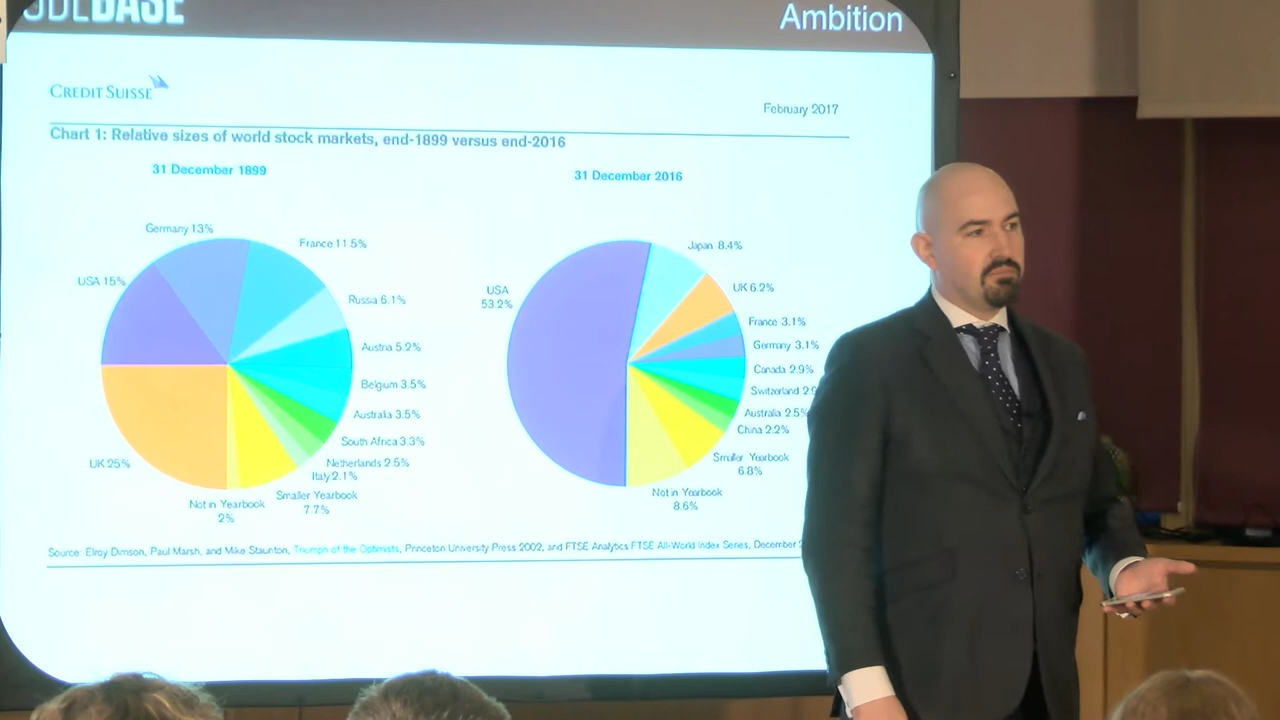 BASE
Ambition
CREDIT SUISSE
February 2017
Chart 1: Relative sizes of world stock markets, end-1899 versus end-2016
31 December 1899
31 December 2016
Germany 13%
France 11 5%
USA 15%
Russia 6.1%
Austria 5.2%
Belgium 3.5%
Australia 3.5%
South Africa 3.3%
Netherlands 2.5%
Italy 2.1%
Smaller Yearbook
7 7%
Not in Yearbook
2%
UK 25%
Japan 8.4%
USA
53.2%
UK 6.2%
France 3.1%
Germany 3.1%
Canada 2.9%
Switzerland 2.9
Australia 2.5%
China 2.2%
Smaller Yearbook
6.8%
Not in Yearbook
8.6%
Source: Elroy Dimson, Paul Marsh, and Mike Staunton, Triumph of the Optimists, Princeton University Press 2002, and FTSE Analytics FTSE All-World Index Series, December